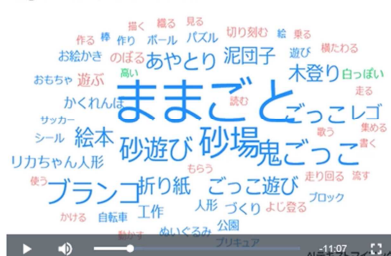 描く 織る 見る
作る 棒 作り ボール パズル 切り刻む 絵 乗る
お絵かき のぼる あやとり 泥団子 遊び 横たわる
おもちゃ 遊ぶ 高い 木登り 白っぽい
かくれんぼ ままごと 読む ごっこ レゴ 走る
サッカー 歌う 集める
シール 絵本 砂遊び 砂場 鬼ごっこ 書く
リカちゃん人形 もらう 走り回る 流す
使う ブランコ 折り紙 ごっこ遊び ブロック
かける 自転車 工作 人形 づくり よじ登る
動かす ぬいぐるみ 公園
プリキュア
-11:07